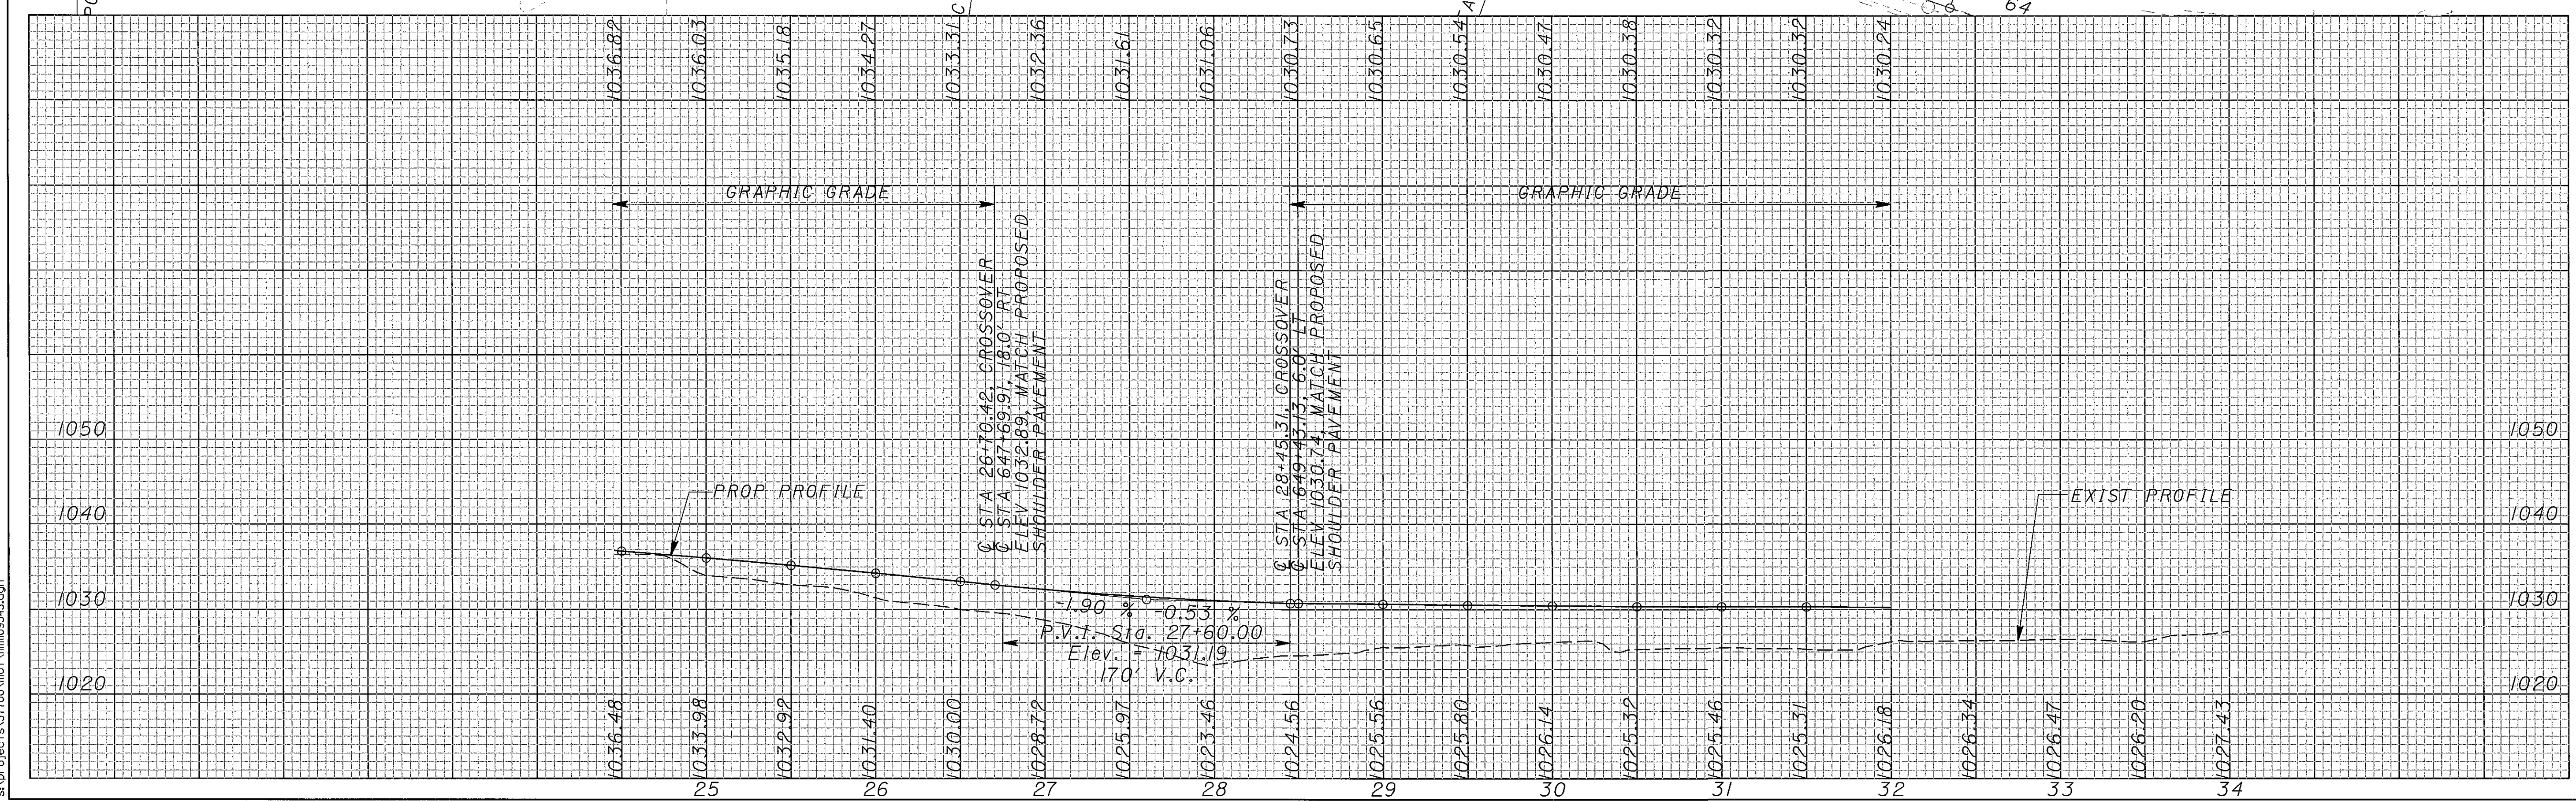 64
1036.82 1036.03 1035.18 1034.27 1033.31 1032.36 1031.61 1031.06 1030.73 1030.65 1030.54 1030.47 1030.38 1030.32 1030.32 1030.24
GRAPHIC GRADE
GRAPHIC GRADE
℄ STA 26+70.42, CROSSOVER
℄ STA 647+69.91, 18.0' RT
ELEV 1032.89, MATCH PROPOSED
SHOULDER PAVEMENT
℄ STA 28+45.31, CROSSOVER
℄ STA 649+43.13, 6.0' LT
ELEV 1030.74, MATCH PROPOSED
SHOULDER PAVEMENT
1050 1050
PROP PROFILE
EXIST PROFILE
1040 1040
1030 1030
-1.90 % -0.53 %
P.V.I. Sta. 27+60.00
Elev. = 1031.19
170' V.C.
1020 1020
1036.48 1033.98 1032.92 1031.40 1030.00 1028.72 1025.97 1023.46 1024.56 1025.56 1025.80 1026.14 1025.32 1025.46 1025.31 1026.18 1026.34 1026.47 1026.20 1027.43
25 26 27 28 29 30 31 32 33 34